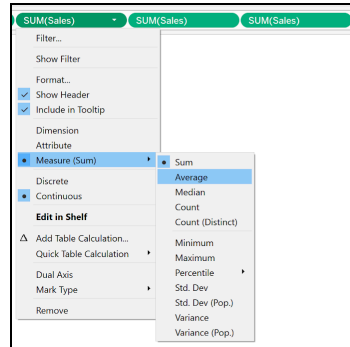 SUM(Sales) SUM(Sales) SUM(Sales)
Filter...
Show Filter
Format...
Show Header
Include in Tooltip
Dimension
Attribute
Measure (Sum)
Discrete
Continuous
Edit in Shelf
Add Table Calculation...
Quick Table Calculation
Dual Axis
Mark Type
Remove
Sum
Average
Median
Count
Count (Distinct)
Minimum
Maximum
Percentile
Std. Dev
Std. Dev (Pop.)
Variance
Variance (Pop.)